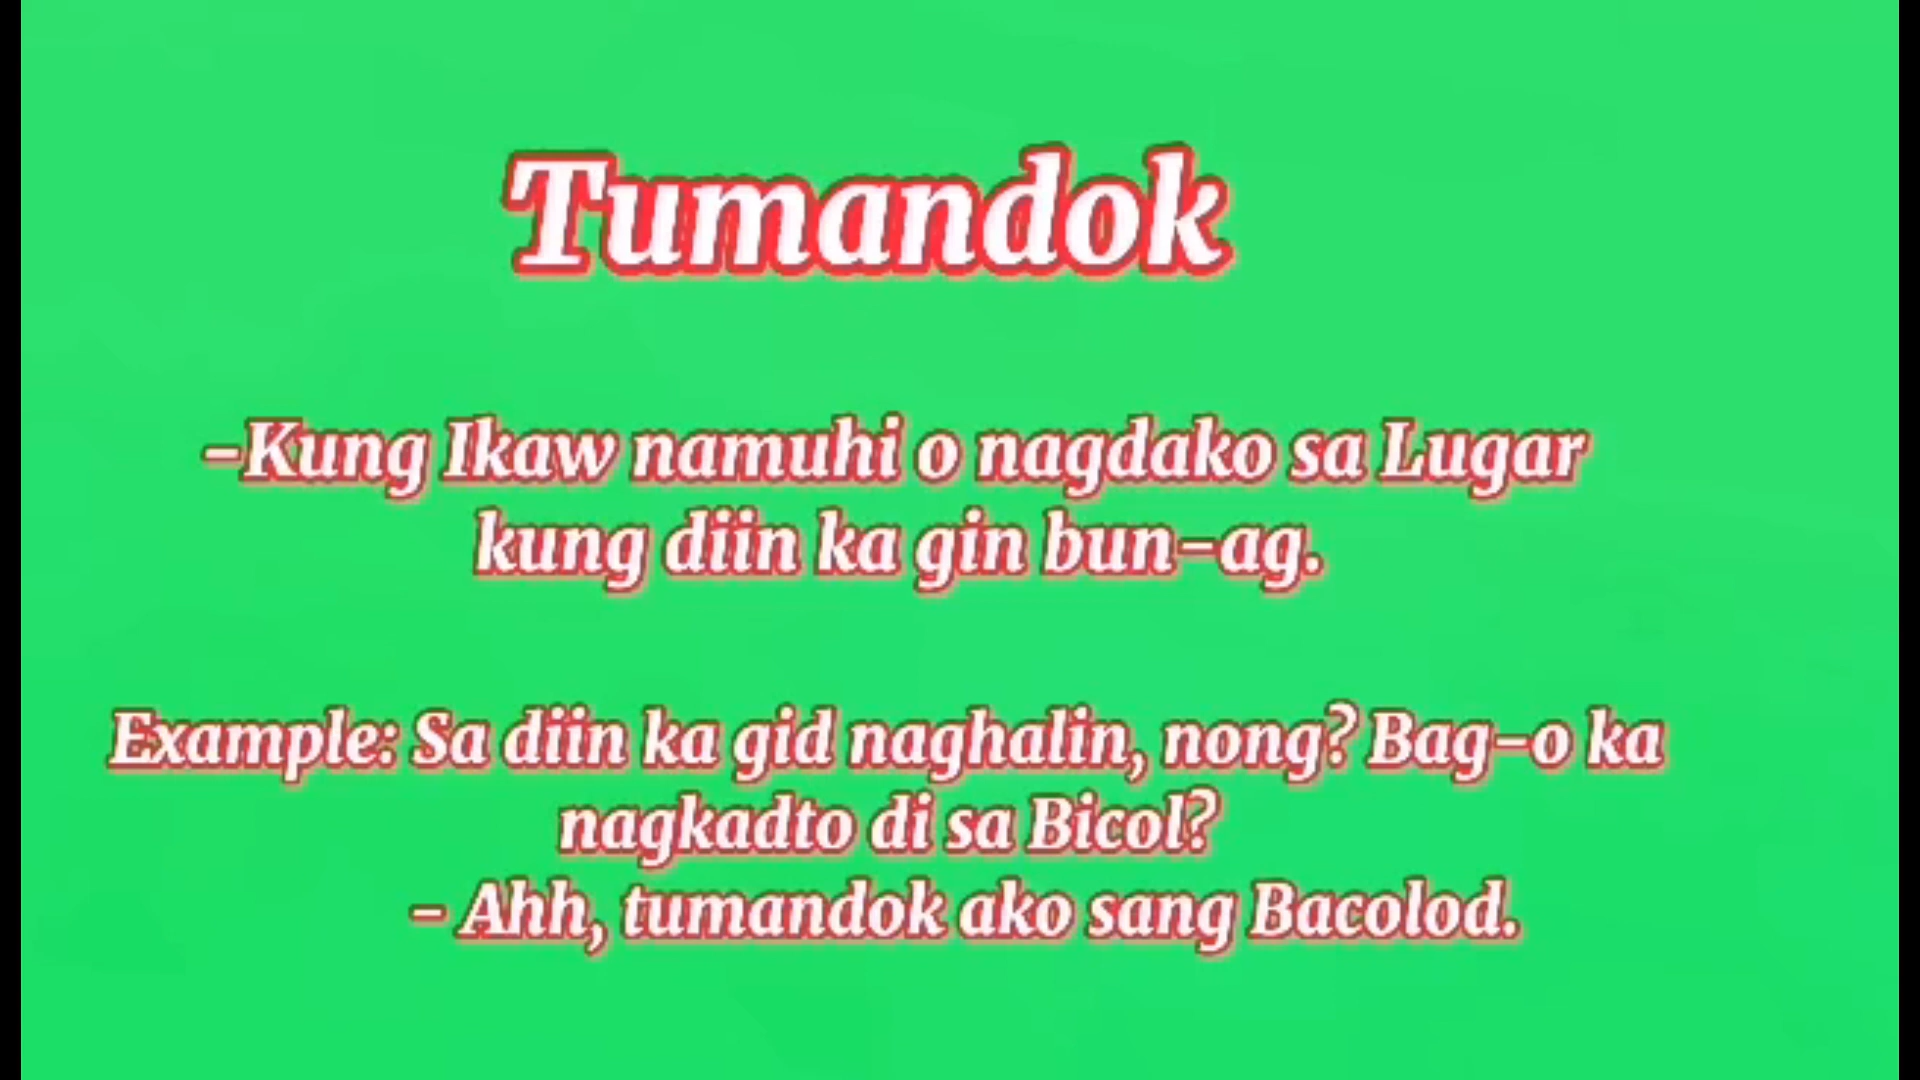 Tumandok
-Kung Ikaw namuhi o nagdako sa Lugar
kung diin ka gin bun-ag.
Example: Sa diin ka gid naghalin, nong? Bag-o ka
nagkadto di sa Bicol?
- Ahh, tumandok ako sang Bacolod.